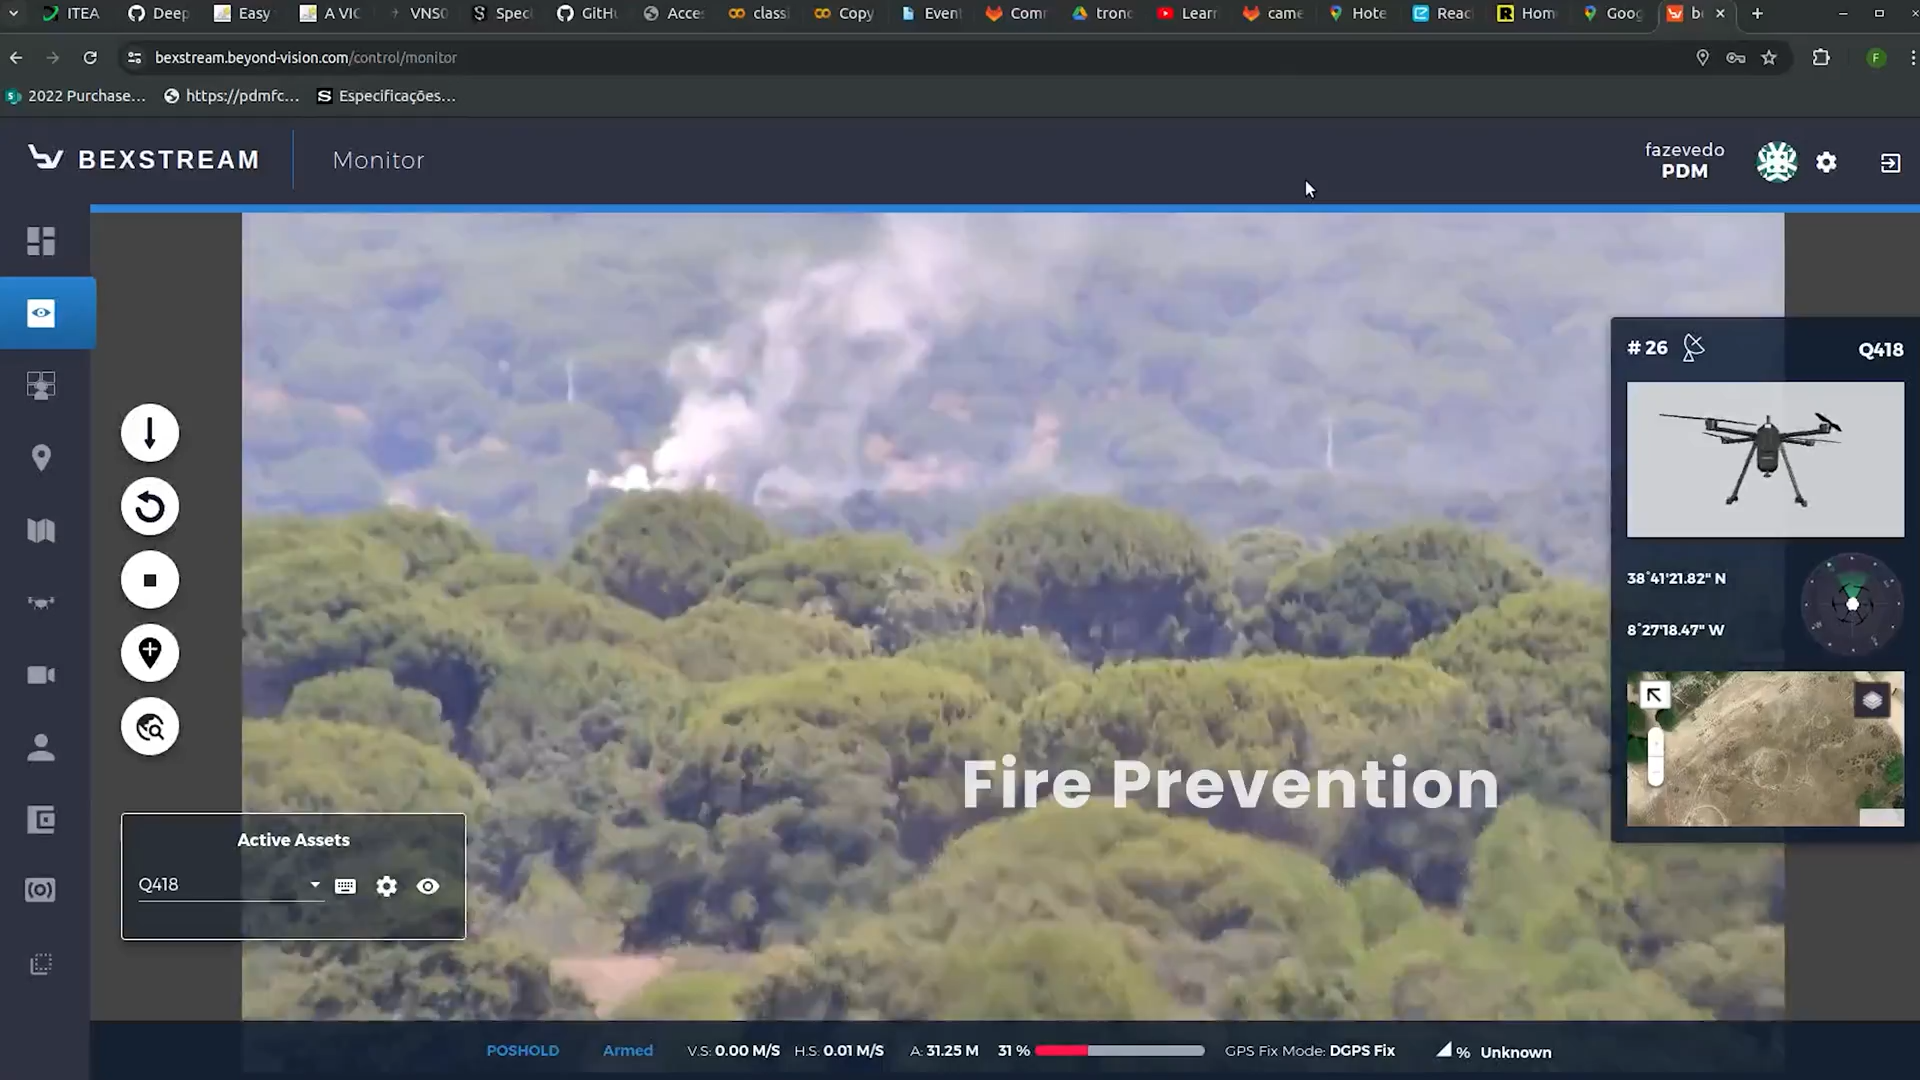 ITEA
Deep
Easy
A VIC
VNS
Spec
GitH
Acce
classi
Copy
Event
Com
tron
Learn
came
Hote
Reac
Hom
Goog
bexstream.beyond-vision.com/control/monitor
F
2022 Purchase...
https://pdmfc...
Especificações...
BEXSTREAM
Monitor
fazevedo
PDM
# 26
Q418
38°41'21.82" N
8°27'18.47" W
Fire Prevention
Active Assets
Q418
POSHOLD
Armed
V.S: 0.00 M/S
H.S: 0.01 M/S
A: 31.25 M
31 %
GPS Fix Mode: DGPS Fix
% Unknown